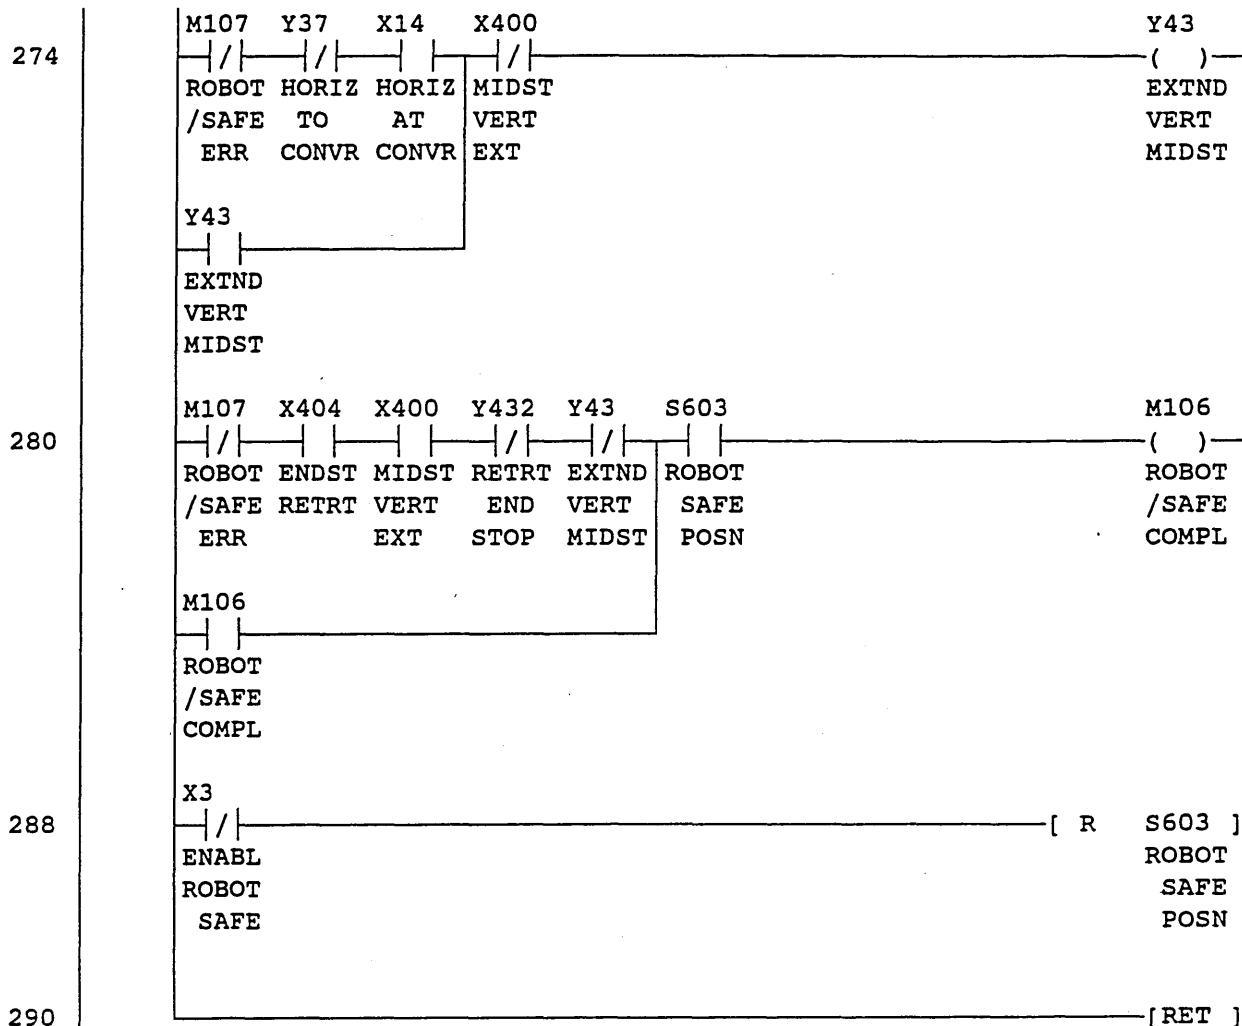 M107 Y37 X14 X400 Y43
274 ( )
ROBOT HORIZ HORIZ MIDST EXTND
/SAFE TO AT VERT VERT
ERR CONVR CONVR EXT MIDST
Y43
EXTND
VERT
MIDST
M107 X404 X400 Y432 Y43 S603 M106
280 ( )
ROBOT ENDST MIDST RETRT EXTND ROBOT ROBOT
/SAFE RETRT VERT END VERT SAFE /SAFE
ERR EXT STOP MIDST POSN COMPL
M106
ROBOT
/SAFE
COMPL
X3
288 [ R S603 ]
ENABL ROBOT
ROBOT SAFE
SAFE POSN
290 [RET ]